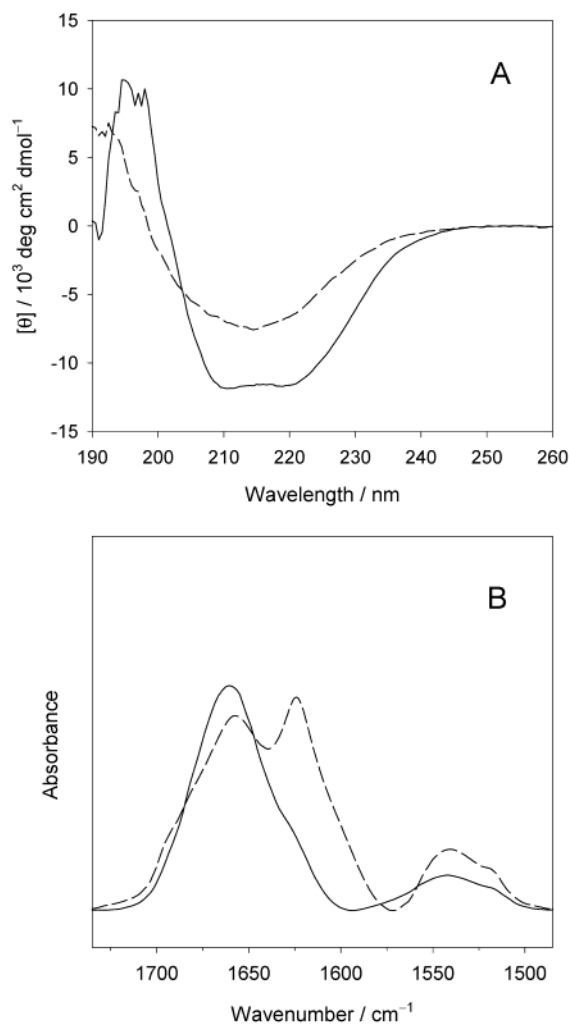 A
15
10
5
0
-5
-10
-15
[θ] / 10³ deg cm² dmol⁻¹
190 200 210 220 230 240 250 260
Wavelength / nm
B
Absorbance
1700 1650 1600 1550 1500
Wavenumber / cm⁻¹